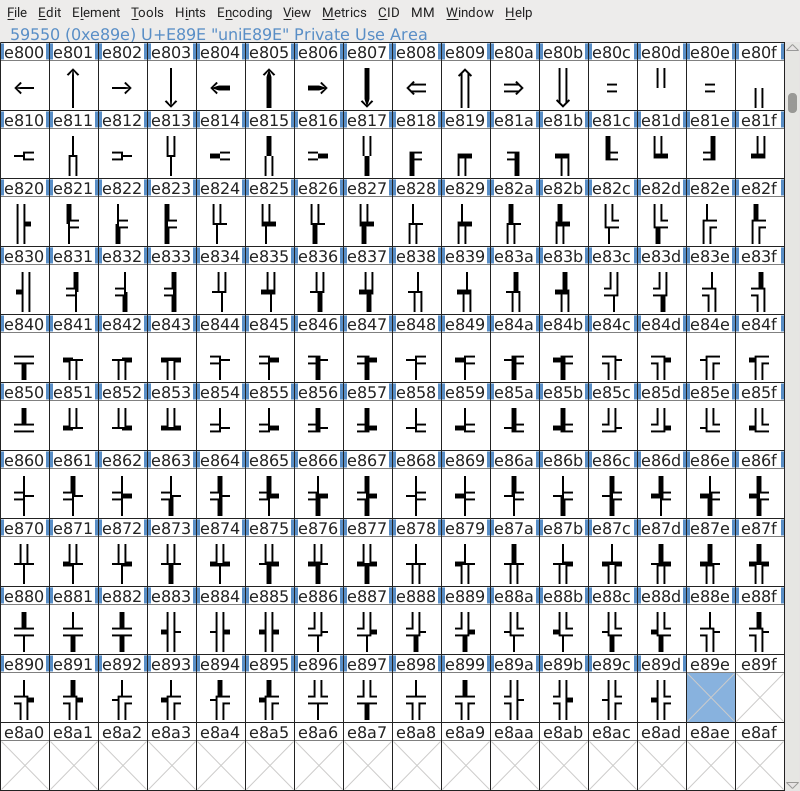 File Edit Element Tools Hints Encoding View Metrics CID MM Window Help
59550 (0xe89e) U+E89E "uniE89E" Private Use Area
e800 e801 e802 e803 e804 e805 e806 e807 e808 e809 e80a e80b e80c e80d e80e e80f
e810 e811 e812 e813 e814 e815 e816 e817 e818 e819 e81a e81b e81c e81d e81e e81f
e820 e821 e822 e823 e824 e825 e826 e827 e828 e829 e82a e82b e82c e82d e82e e82f
e830 e831 e832 e833 e834 e835 e836 e837 e838 e839 e83a e83b e83c e83d e83e e83f
e840 e841 e842 e843 e844 e845 e846 e847 e848 e849 e84a e84b e84c e84d e84e e84f
e850 e851 e852 e853 e854 e855 e856 e857 e858 e859 e85a e85b e85c e85d e85e e85f
e860 e861 e862 e863 e864 e865 e866 e867 e868 e869 e86a e86b e86c e86d e86e e86f
e870 e871 e872 e873 e874 e875 e876 e877 e878 e879 e87a e87b e87c e87d e87e e87f
e880 e881 e882 e883 e884 e885 e886 e887 e888 e889 e88a e88b e88c e88d e88e e88f
e890 e891 e892 e893 e894 e895 e896 e897 e898 e899 e89a e89b e89c e89d e89e e89f
e8a0 e8a1 e8a2 e8a3 e8a4 e8a5 e8a6 e8a7 e8a8 e8a9 e8aa e8ab e8ac e8ad e8ae e8af